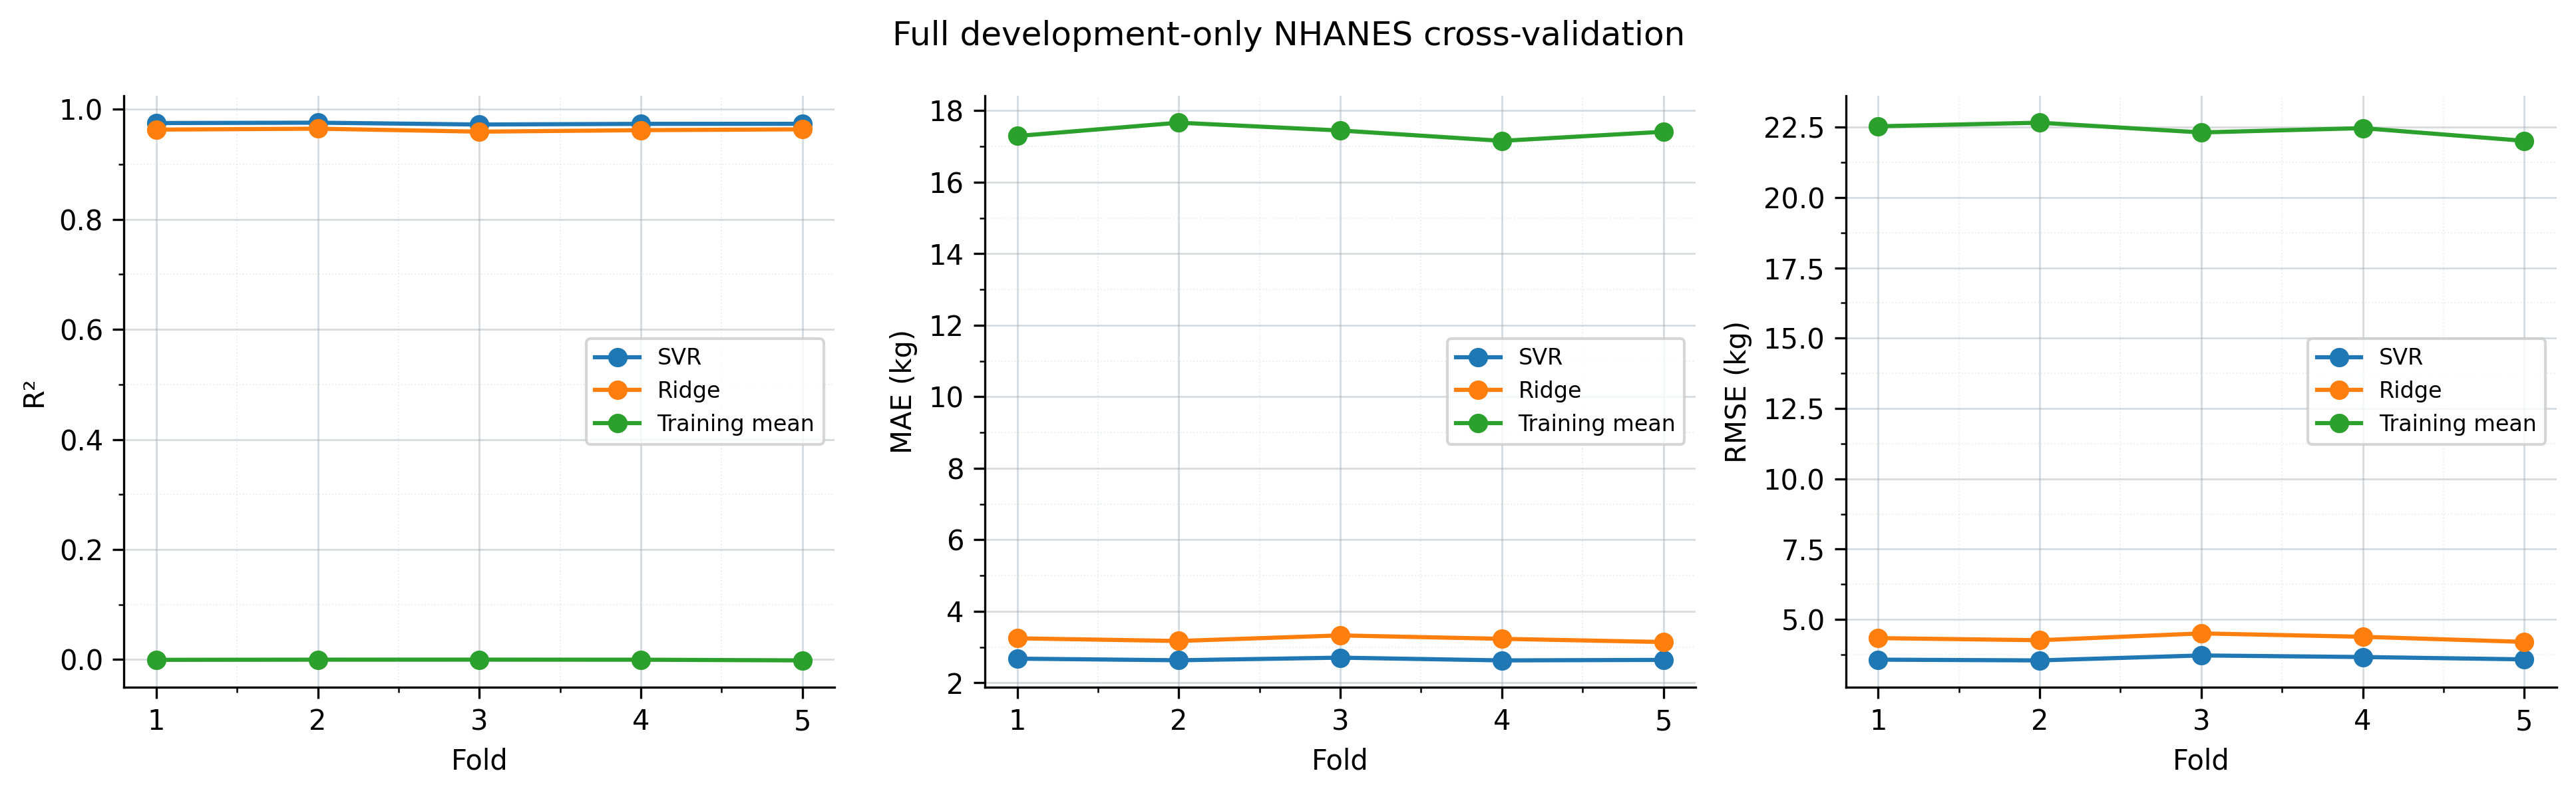 Full development-only NHANES cross-validation
R²
1.0
0.8
0.6
0.4
0.2
0.0
SVR
Ridge
Training mean
1 2 3 4 5
Fold
MAE (kg)
18
16
14
12
10
8
6
4
2
SVR
Ridge
Training mean
1 2 3 4 5
Fold
RMSE (kg)
22.5
20.0
17.5
15.0
12.5
10.0
7.5
5.0
SVR
Ridge
Training mean
1 2 3 4 5
Fold